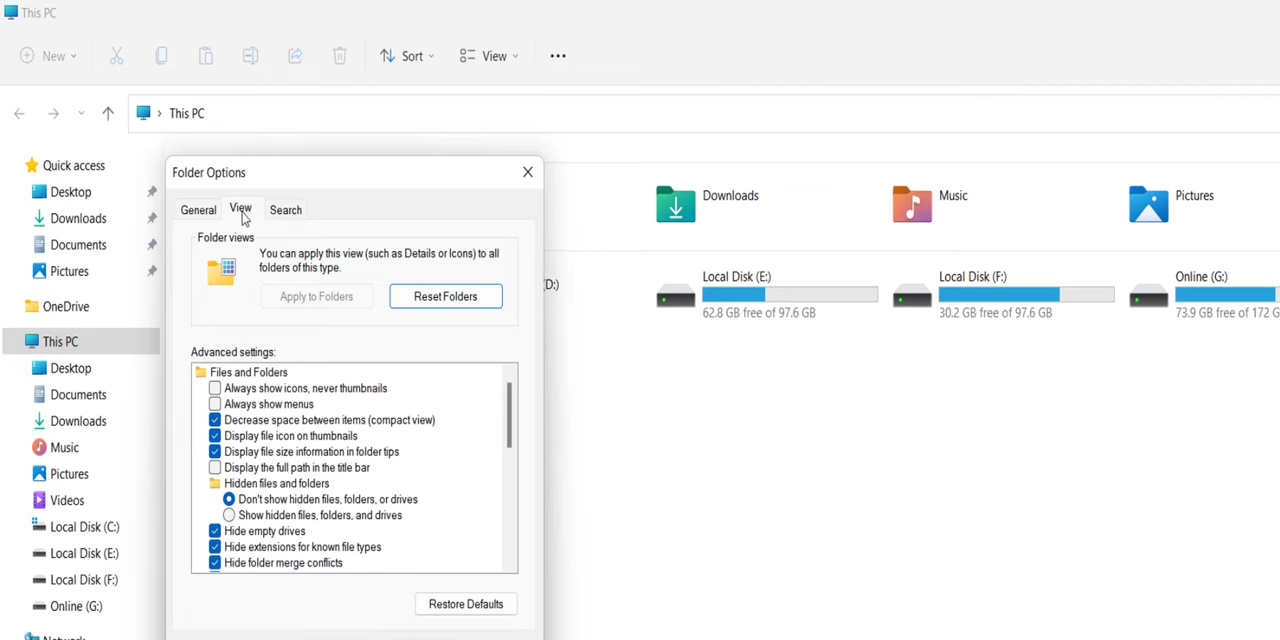 This PC
New
Sort
View
This PC
Quick access
Desktop
Downloads
Documents
Pictures
OneDrive
This PC
Desktop
Documents
Downloads
Music
Pictures
Videos
Local Disk (C:)
Local Disk (E:)
Local Disk (F:)
Online (G:)
Network
Folder Options
General
View
Search
Folder views
You can apply this view (such as Details or Icons) to all
folders of this type.
Apply to Folders
Reset Folders
Advanced settings:
Files and Folders
Always show icons, never thumbnails
Always show menus
Decrease space between items (compact view)
Display file icon on thumbnails
Display file size information in folder tips
Display the full path in the title bar
Hidden files and folders
Don't show hidden files, folders, or drives
Show hidden files, folders, and drives
Hide empty drives
Hide extensions for known file types
Hide folder merge conflicts
Restore Defaults
Downloads
Music
Pictures
(D:)
Local Disk (E:)
62.8 GB free of 97.6 GB
Local Disk (F:)
30.2 GB free of 97.6 GB
Online (G:)
73.9 GB free of 172 G